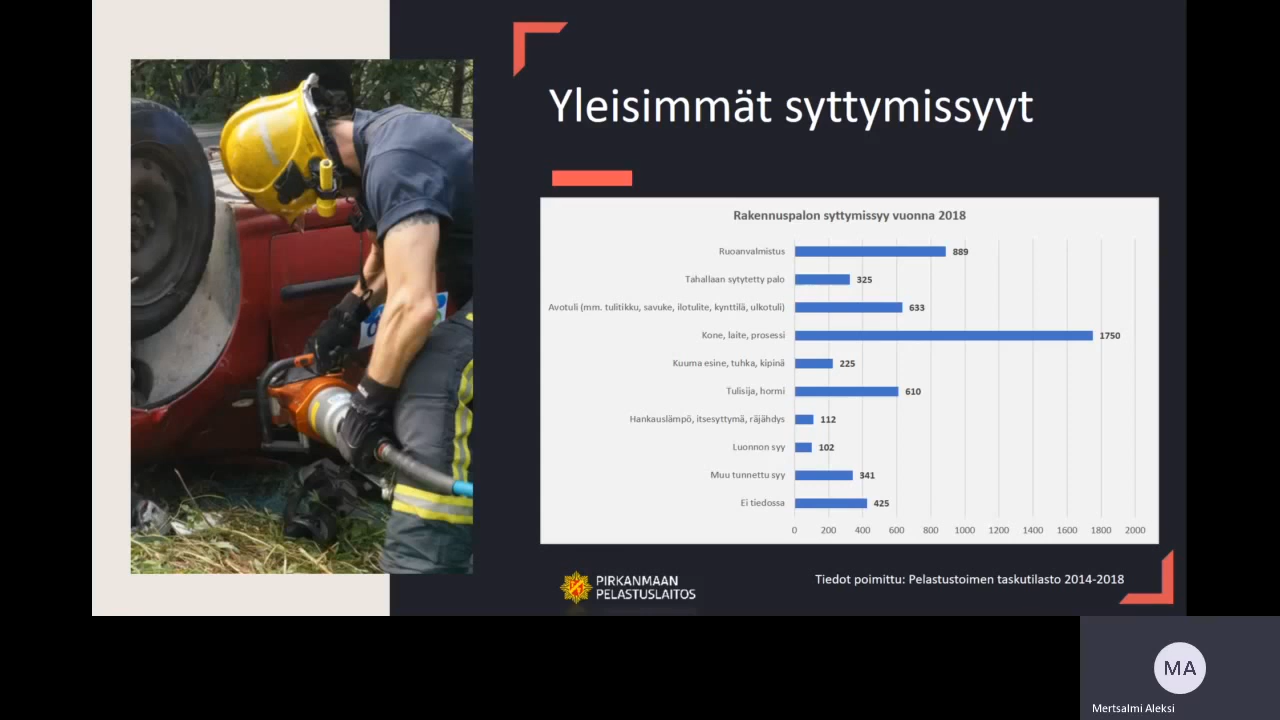 Yleisimmät syttymissyyt
Rakennuspalon syttymissyy vuonna 2018
Ruoanvalmistus 889
Tahallaan sytytetty palo 325
Avotuli (mm. tulitikku, savuke, ilotulite, kynttilä, ulkotuli) 633
Kone, laite, prosessi 1750
Kuuma esine, tuhka, kipinä 225
Tulisija, hormi 610
Hankauslämpö, itsesyttymä, räjähdys 112
Luonnon syy 102
Muu tunnettu syy 341
Ei tiedossa 425
0 200 400 600 800 1000 1200 1400 1600 1800 2000
PIRKANMAAN
PELASTUSLAITOS
Tiedot poimittu: Pelastustoimen taskutilasto 2014-2018
MA
Mertsalmi Aleksi